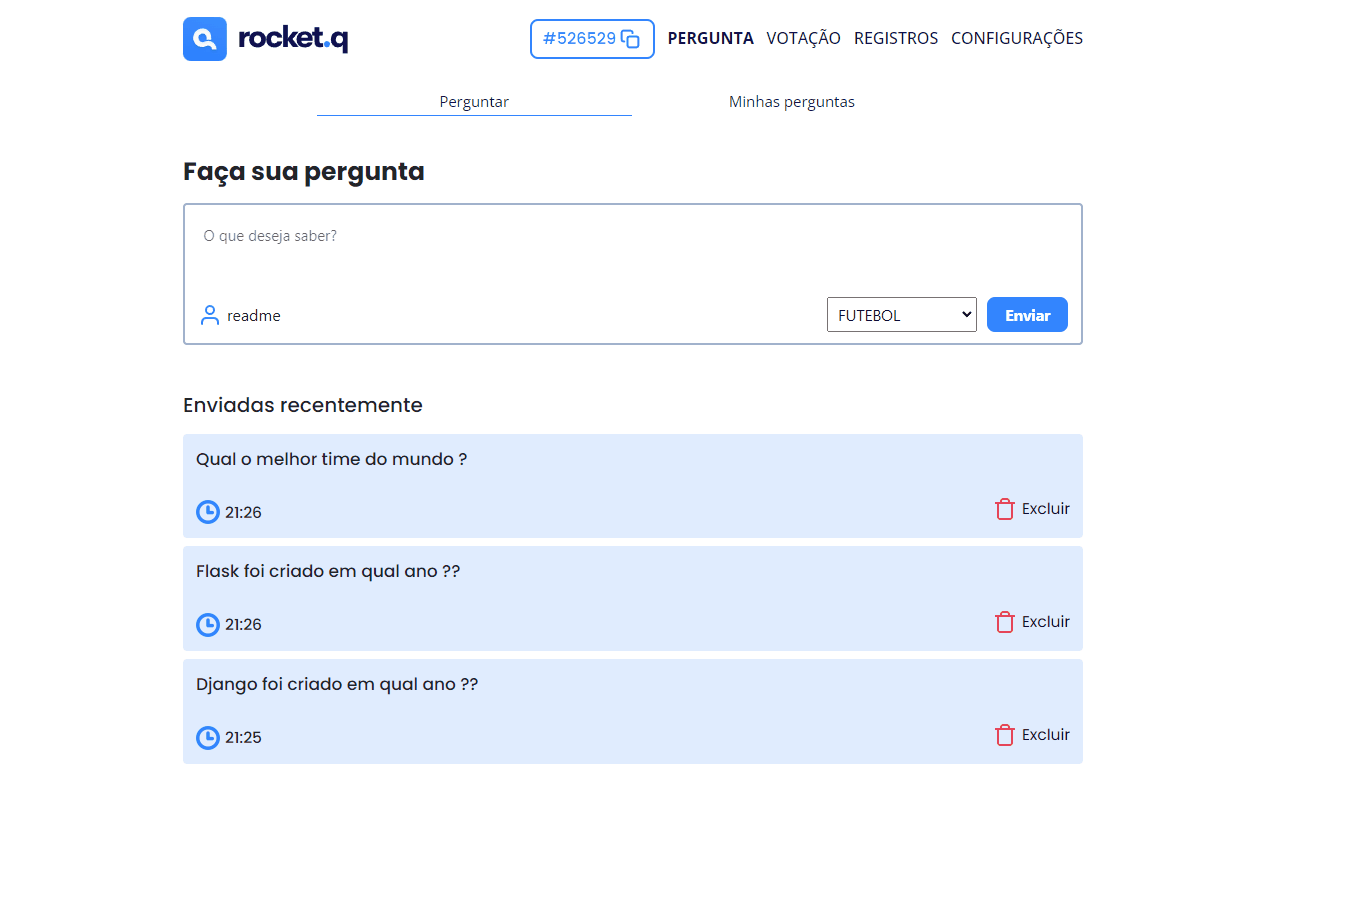 rocket.q
#526529 PERGUNTA VOTAÇÃO REGISTROS CONFIGURAÇÕES
Perguntar Minhas perguntas
Faça sua pergunta
O que deseja saber?
readme FUTEBOL Enviar
Enviadas recentemente
Qual o melhor time do mundo ?
21:26 Excluir
Flask foi criado em qual ano ??
21:26 Excluir
Django foi criado em qual ano ??
21:25 Excluir